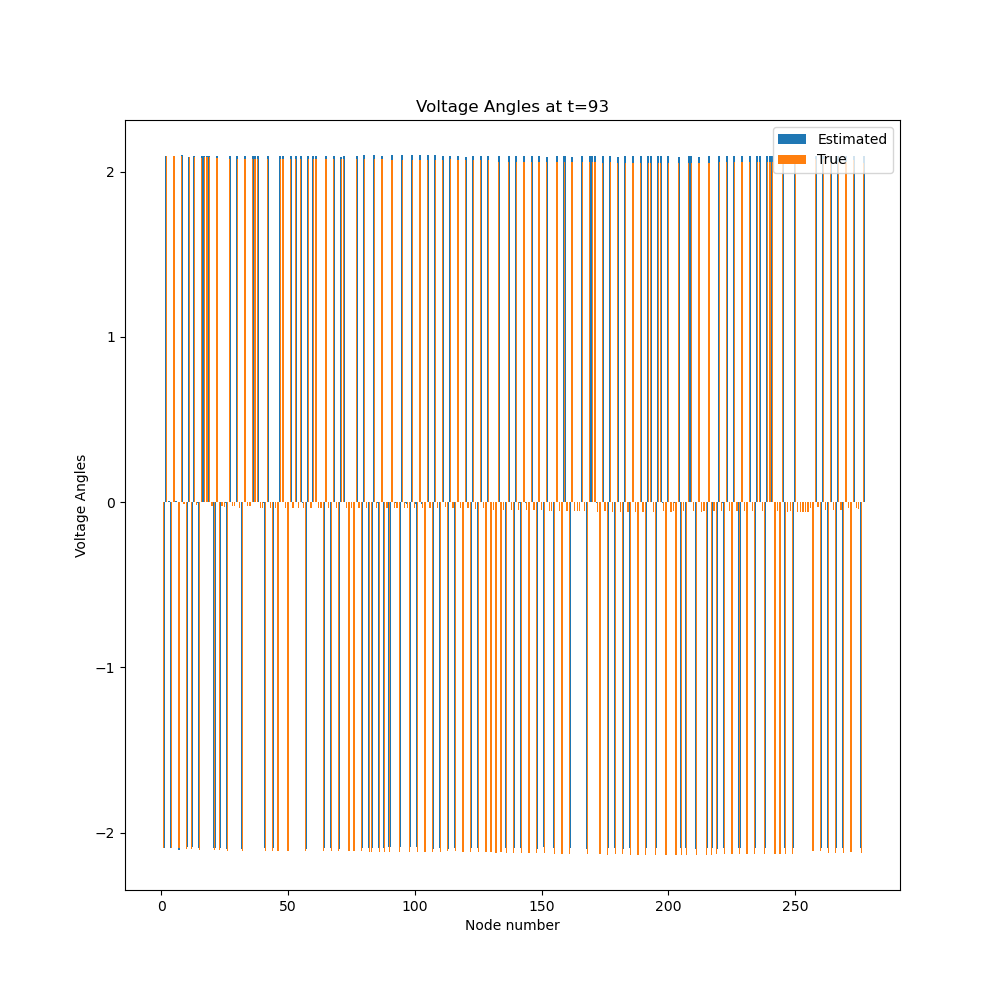 Voltage Angles at t=93
Estimated
True
2
1
0
−1
−2
Voltage Angles
0
50
100
150
200
250
Node number